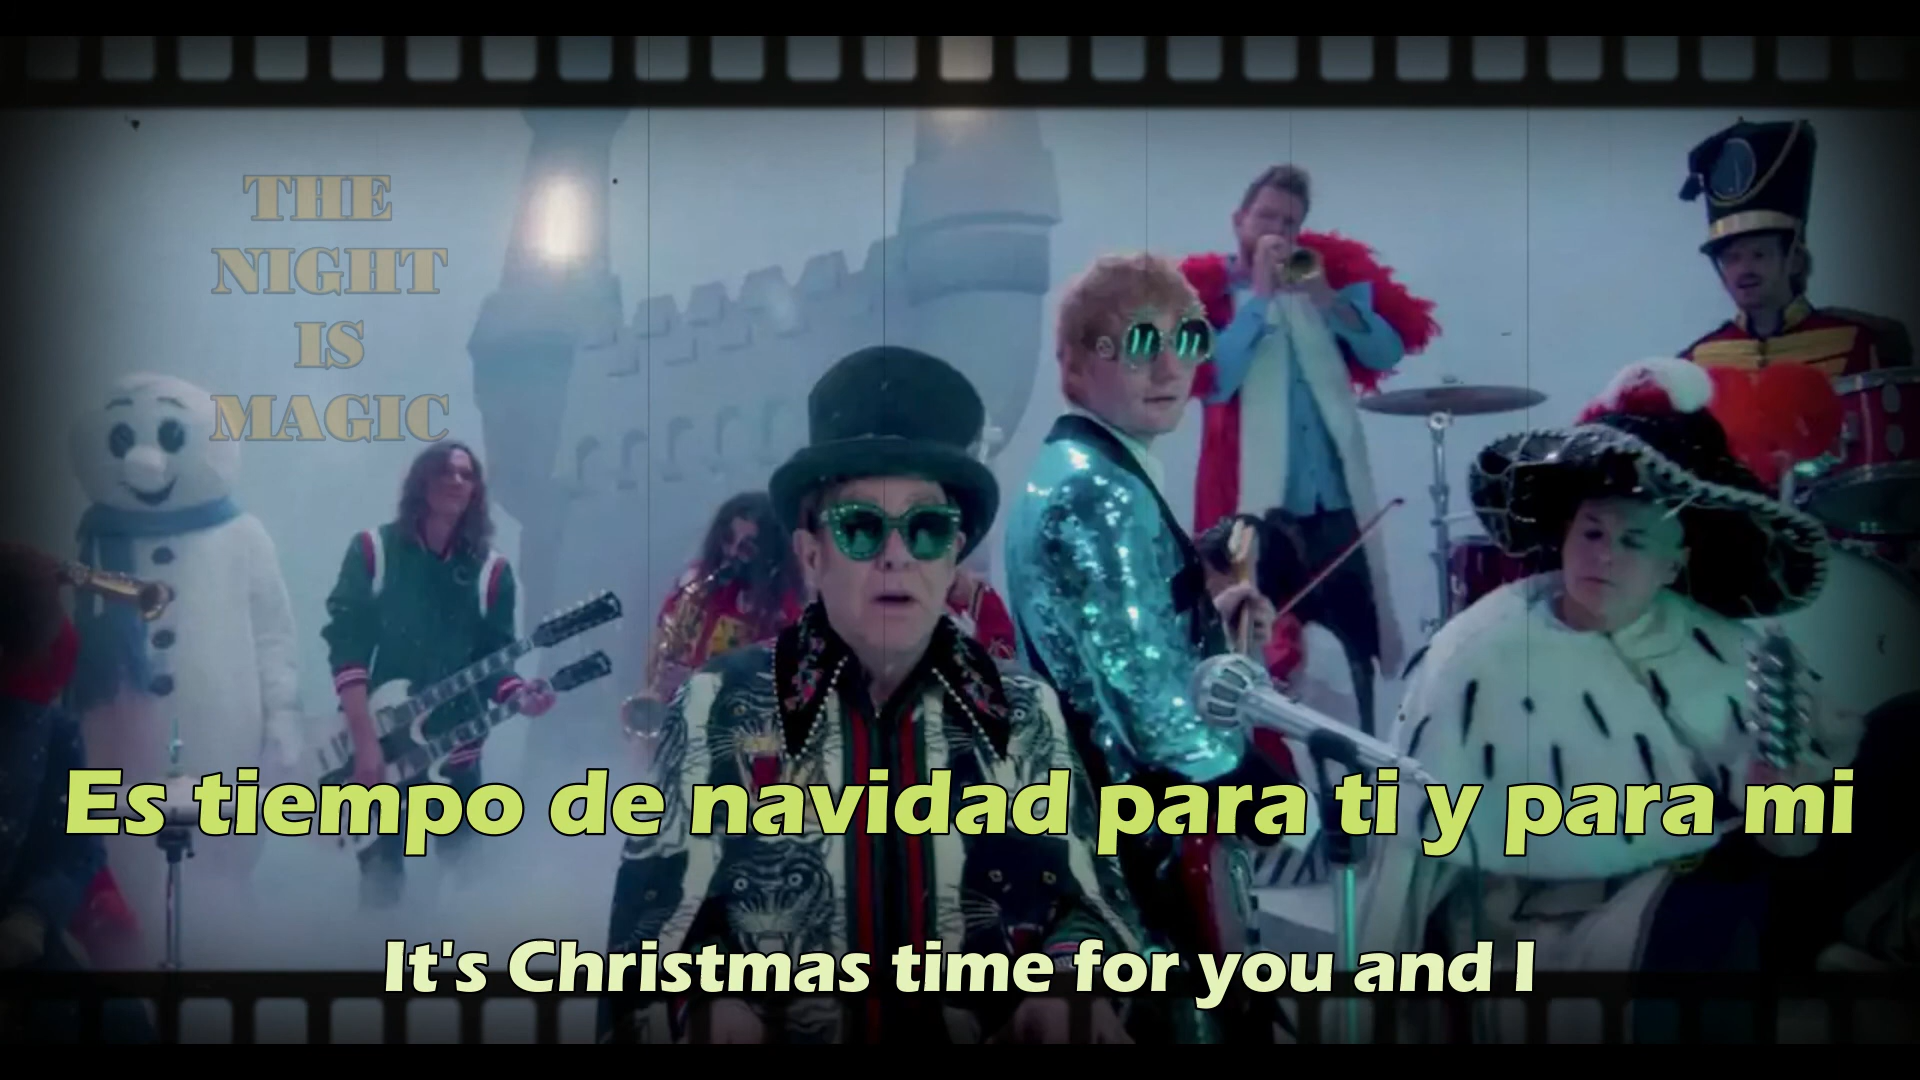 THE
NIGHT
IS
MAGIC
Es tiempo de navidad para ti y para mi
It's Christmas time for you and I